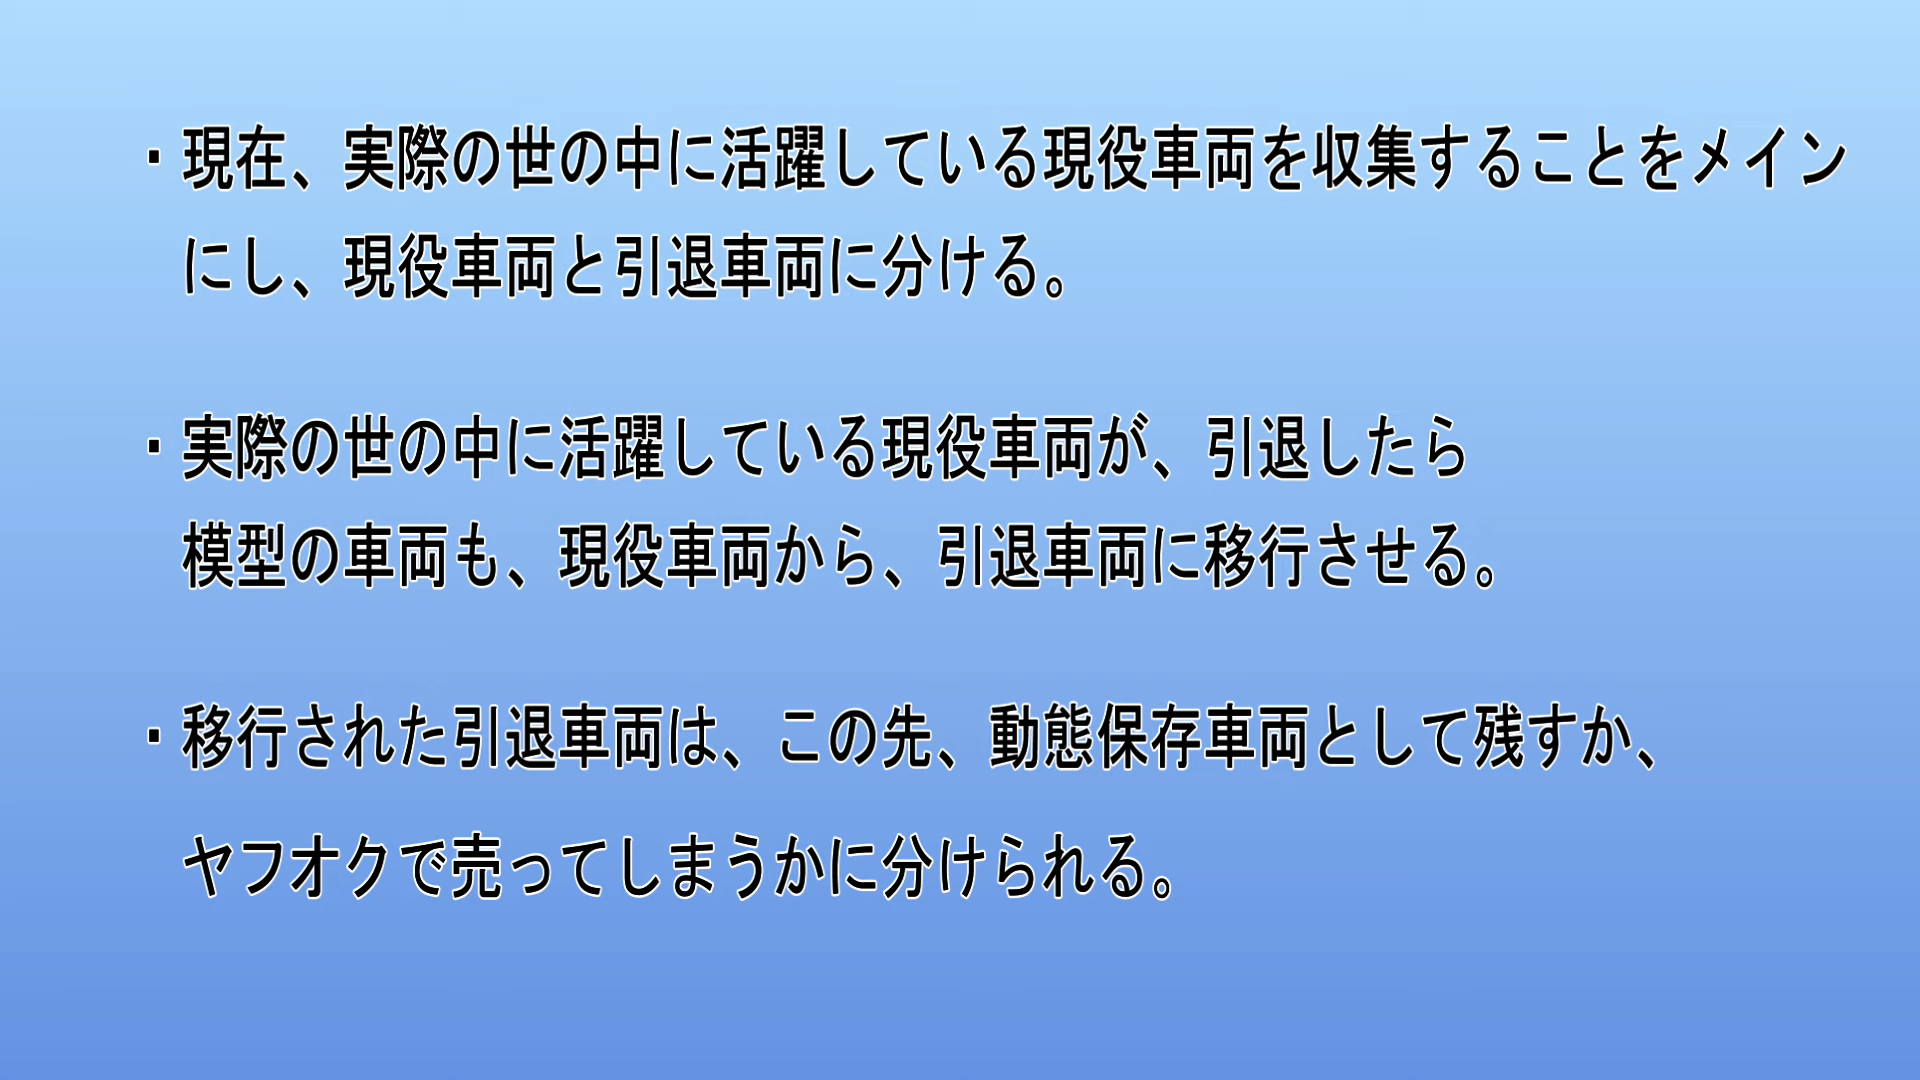 ・現在、実際の世の中に活躍している現役車両を収集することをメイン
にし、現役車両と引退車両に分ける。
・実際の世の中に活躍している現役車両が、引退したら
模型の車両も、現役車両から、引退車両に移行させる。
・移行された引退車両は、この先、動態保存車両として残すか、
ヤフオクで売ってしまうかに分けられる。